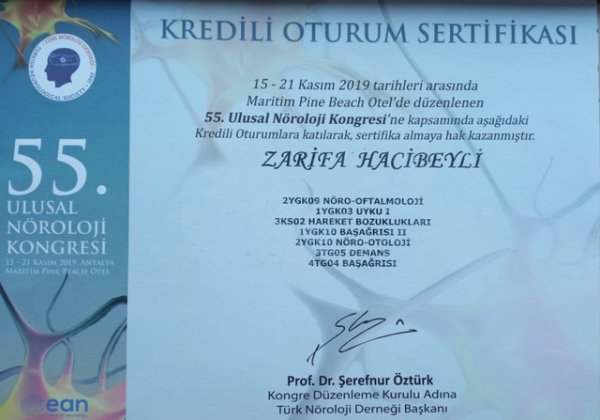 KREDİLİ OTURUM SERTİFİKASI
15 - 21 Kasım 2019 tarihleri arasında
Maritim Pine Beach Otel'de düzenlenen
55. Ulusal Nöroloji Kongresi'ne kapsamında aşağıdaki
Kredili Oturumlara katılarak, sertifika almaya hak kazanmıştır.
ZARİFA HACIBEYLİ
2YGK09 NÖRO-OFTALMOLOJİ
1YGK03 UYKU I
3KS02 HAREKET BOZUKLUKLARI
1YGK10 BAŞAĞRISI II
2YGK10 NÖRO-OTOLOJİ
3TG05 DEMANS
4TG04 BAŞAĞRISI
Prof. Dr. Şerefnur Öztürk
Kongre Düzenleme Kurulu Adına
Türk Nöroloji Derneği Başkanı
55.
ULUSAL
NÖROLOJİ
KONGRESİ
15 – 21 KASIM 2019, ANTALYA
MARİTİM PINE BEACH OTEL
ean